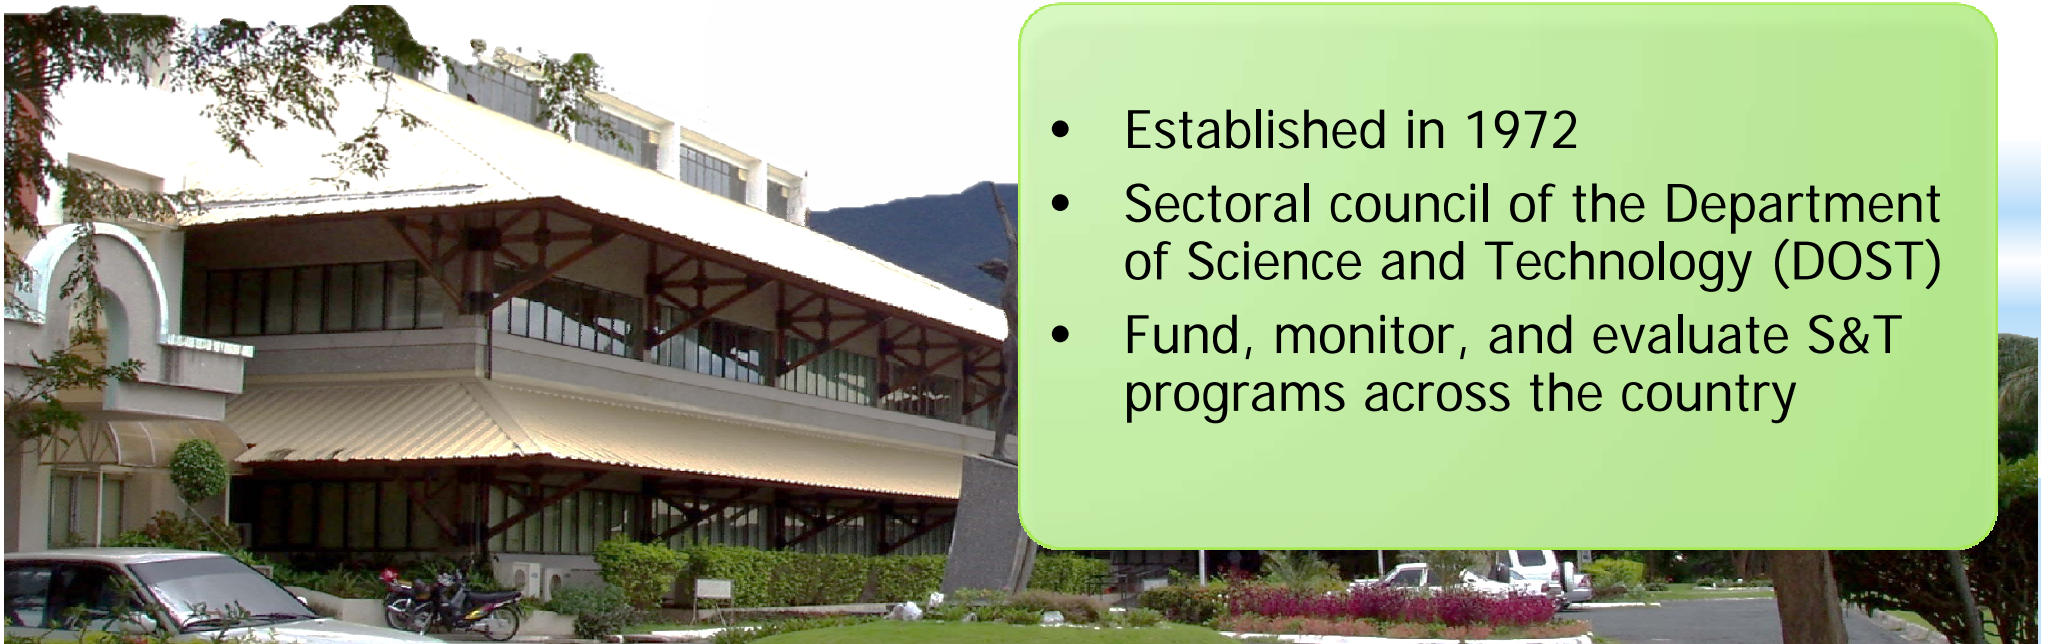 • Established in 1972
• Sectoral council of the Department
of Science and Technology (DOST)
• Fund, monitor, and evaluate S&T
programs across the country